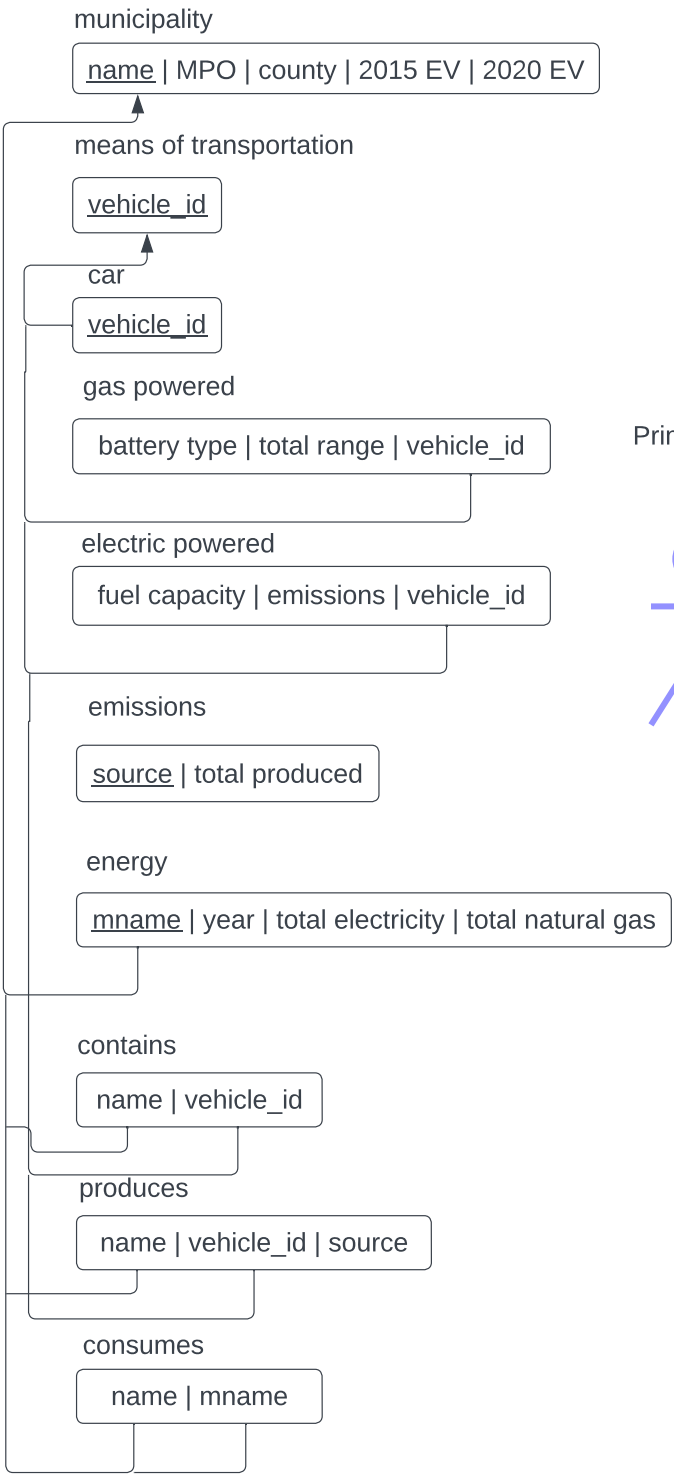 municipality
name | MPO | county | 2015 EV | 2020 EV
means of transportation
vehicle_id
car
vehicle_id
gas powered
battery type | total range | vehicle_id
Prin
electric powered
fuel capacity | emissions | vehicle_id
emissions
source | total produced
energy
mname | year | total electricity | total natural gas
contains
name | vehicle_id
produces
name | vehicle_id | source
consumes
name | mname